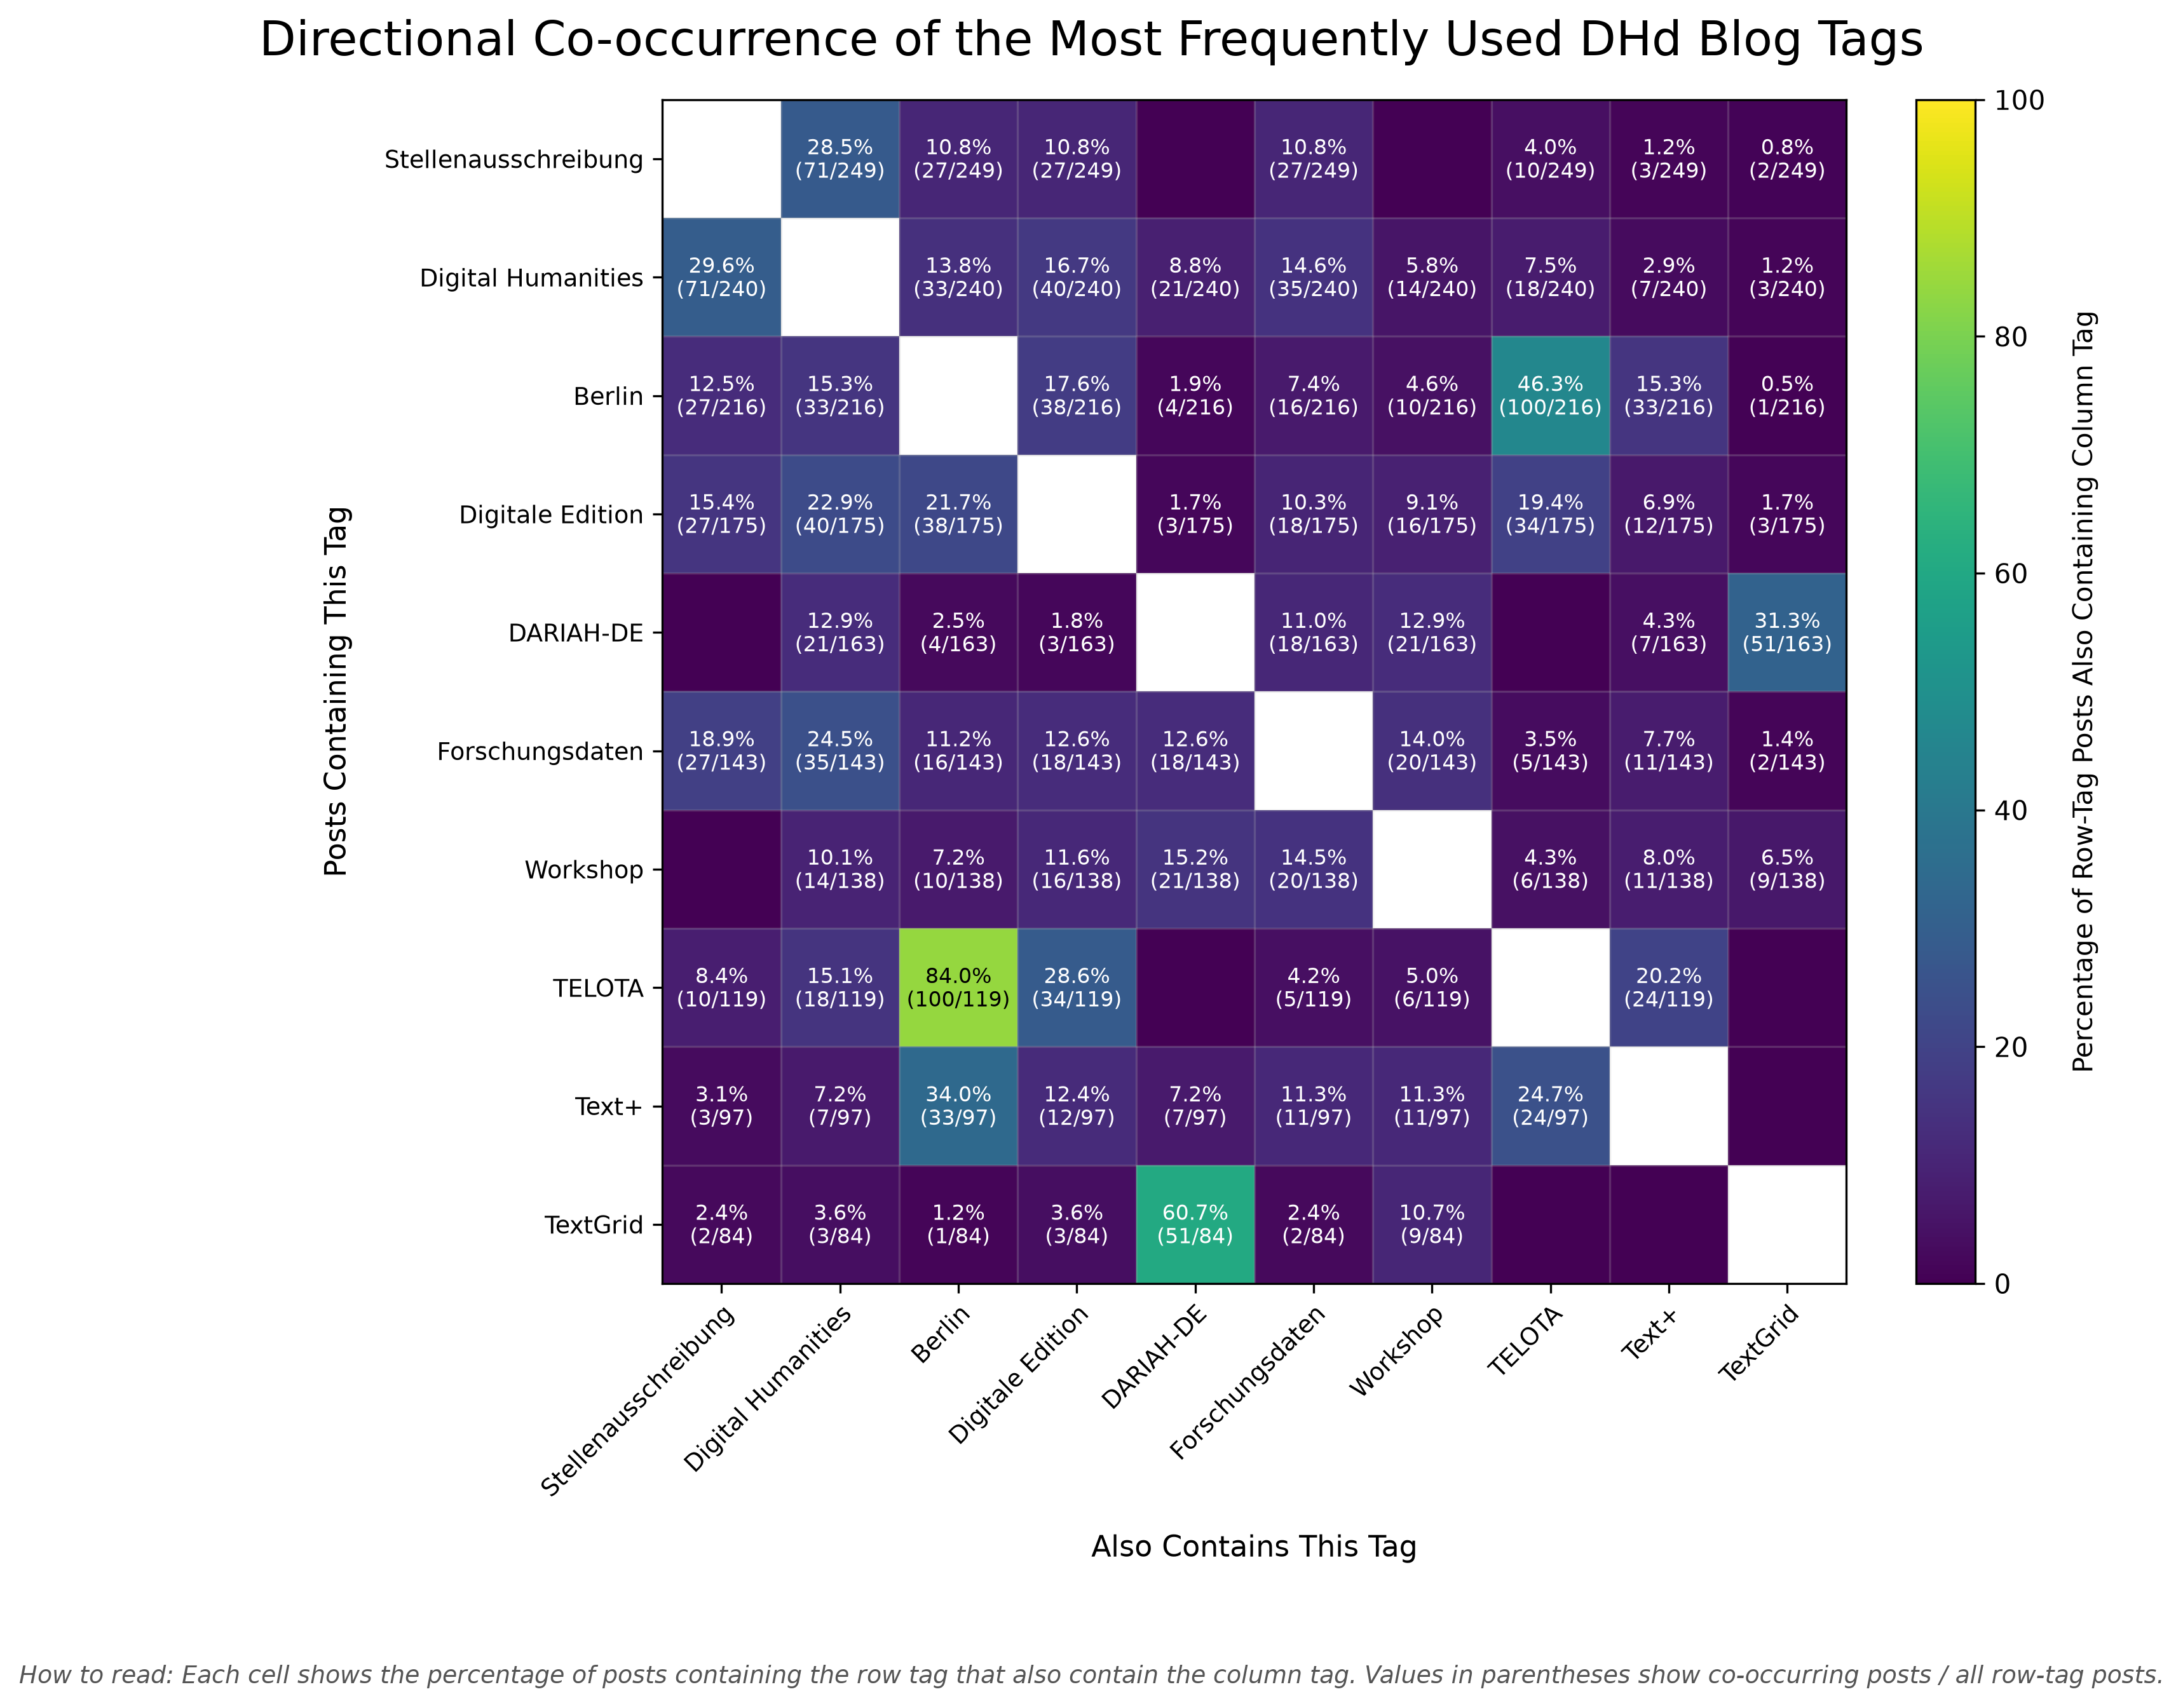 Directional Co-occurrence of the Most Frequently Used DHd Blog Tags
Posts Containing This Tag
Stellenausschreibung
28.5% 10.8% 10.8% 10.8% 4.0% 1.2% 0.8%
(71/249) (27/249) (27/249) (27/249) (10/249) (3/249) (2/249)
Digital Humanities
29.6% 13.8% 16.7% 8.8% 14.6% 5.8% 7.5% 2.9% 1.2%
(71/240) (33/240) (40/240) (21/240) (35/240) (14/240) (18/240) (7/240) (3/240)
Berlin
12.5% 15.3% 17.6% 1.9% 7.4% 4.6% 46.3% 15.3% 0.5%
(27/216) (33/216) (38/216) (4/216) (16/216) (10/216) (100/216) (33/216) (1/216)
Digitale Edition
15.4% 22.9% 21.7% 1.7% 10.3% 9.1% 19.4% 6.9% 1.7%
(27/175) (40/175) (38/175) (3/175) (18/175) (16/175) (34/175) (12/175) (3/175)
DARIAH-DE
12.9% 2.5% 1.8% 11.0% 12.9% 4.3% 31.3%
(21/163) (4/163) (3/163) (18/163) (21/163) (7/163) (51/163)
Forschungsdaten
18.9% 24.5% 11.2% 12.6% 12.6% 14.0% 3.5% 7.7% 1.4%
(27/143) (35/143) (16/143) (18/143) (18/143) (20/143) (5/143) (11/143) (2/143)
Workshop
10.1% 7.2% 11.6% 15.2% 14.5% 4.3% 8.0% 6.5%
(14/138) (10/138) (16/138) (21/138) (20/138) (6/138) (11/138) (9/138)
TELOTA
8.4% 15.1% 84.0% 28.6% 4.2% 5.0% 20.2%
(10/119) (18/119) (100/119) (34/119) (5/119) (6/119) (24/119)
Text+
3.1% 7.2% 34.0% 12.4% 7.2% 11.3% 11.3% 24.7%
(3/97) (7/97) (33/97) (12/97) (7/97) (11/97) (11/97) (24/97)
TextGrid
2.4% 3.6% 1.2% 3.6% 60.7% 2.4% 10.7%
(2/84) (3/84) (1/84) (3/84) (51/84) (2/84) (9/84)
Stellenausschreibung
Digital Humanities
Berlin
Digitale Edition
DARIAH-DE
Forschungsdaten
Workshop
TELOTA
Text+
TextGrid
Also Contains This Tag
100
80
60
40
20
0
Percentage of Row-Tag Posts Also Containing Column Tag
How to read: Each cell shows the percentage of posts containing the row tag that also contain the column tag. Values in parentheses show co-occurring posts / all row-tag posts.